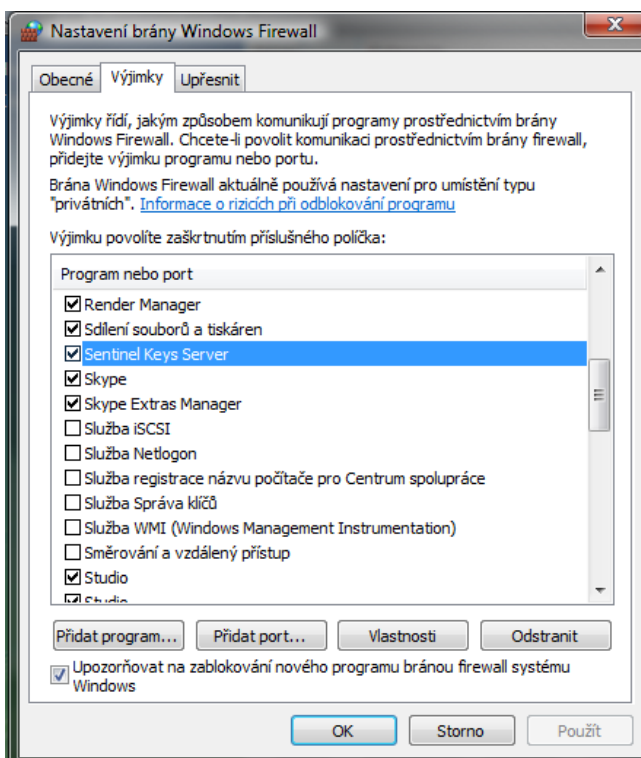 Nastavení brány Windows Firewall
Obecné Výjimky Upřesnit
Výjimky řídí, jakým způsobem komunikují programy prostřednictvím brány
Windows Firewall. Chcete-li povolit komunikaci prostřednictvím brány firewall,
přidejte výjimku programu nebo portu.
Brána Windows Firewall aktuálně používá nastavení pro umístění typu
"privátních". Informace o rizicích při odblokování programu
Výjimku povolíte zaškrtnutím příslušného políčka:
Program nebo port
Render Manager
Sdílení souborů a tiskáren
Sentinel Keys Server
Skype
Skype Extras Manager
Služba iSCSI
Služba Netlogon
Služba registrace názvu počítače pro Centrum spolupráce
Služba Správa klíčů
Služba WMI (Windows Management Instrumentation)
Směrování a vzdálený přístup
Studio
Studio
Přidat program... Přidat port... Vlastnosti Odstranit
Upozorňovat na zablokování nového programu bránou firewall systému
Windows
OK Storno Použít